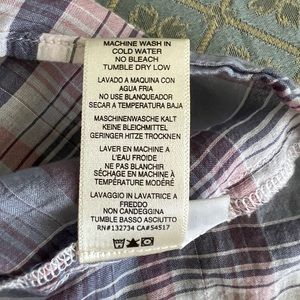 MACHINE WASH IN
COLD WATER
NO BLEACH
TUMBLE DRY LOW
LAVADO A MAQUINA CON
AGUA FRIA
NO USE BLANQUEADOR
SECAR A TEMPERATURA BAJA
MASCHINENWASCHE KALT
KEINE BLEICHMITTEL
GERINGER HITZE TROCKNEN
LAVER EN MACHINE A
L'EAU FROIDE
NE PAS BLANCHIR
SÉCHAGE EN MACHINE À
TEMPÉRATURE MODÉRÉ
LAVAGGIO IN LAVATRICE A
FREDDO
NON CANDEGGINA
TUMBLE BASSO ASCIUTTO
RN#132734 CA#54517